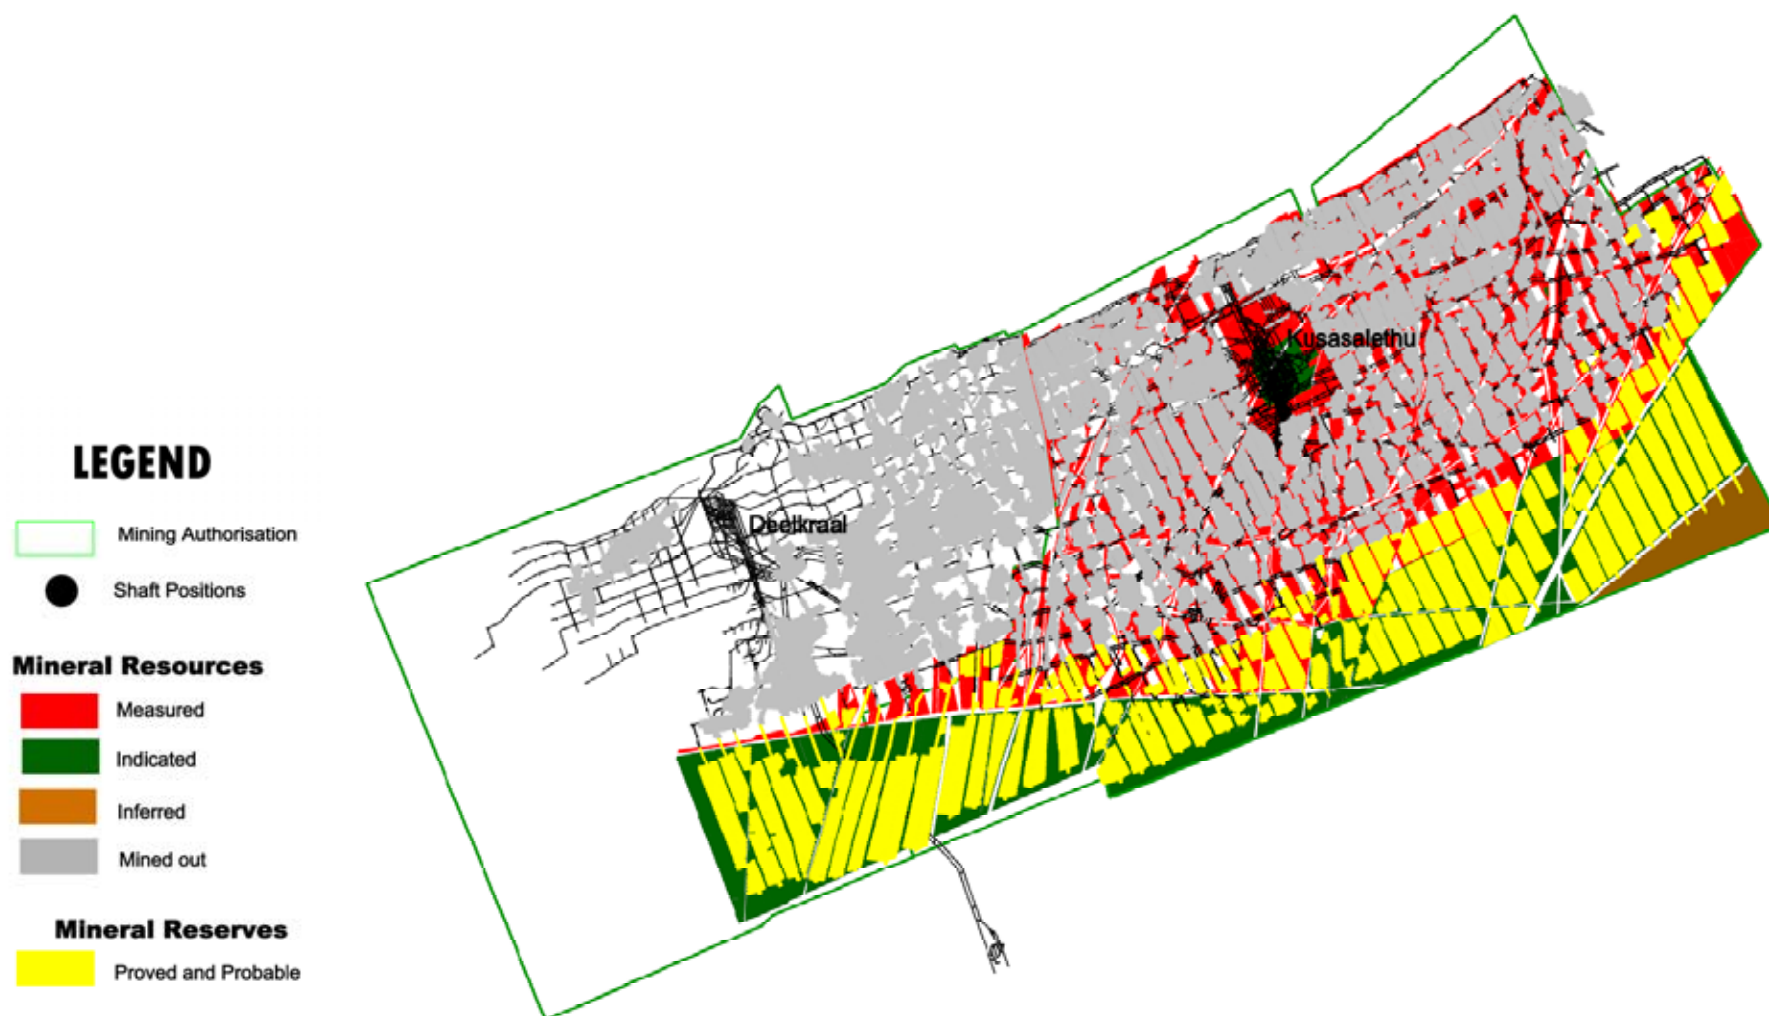 LEGEND
Mining Authorisation
Shaft Positions
Mineral Resources
Measured
Indicated
Inferred
Mined out
Mineral Reserves
Proved and Probable
Kusasalethu
Deelkraal